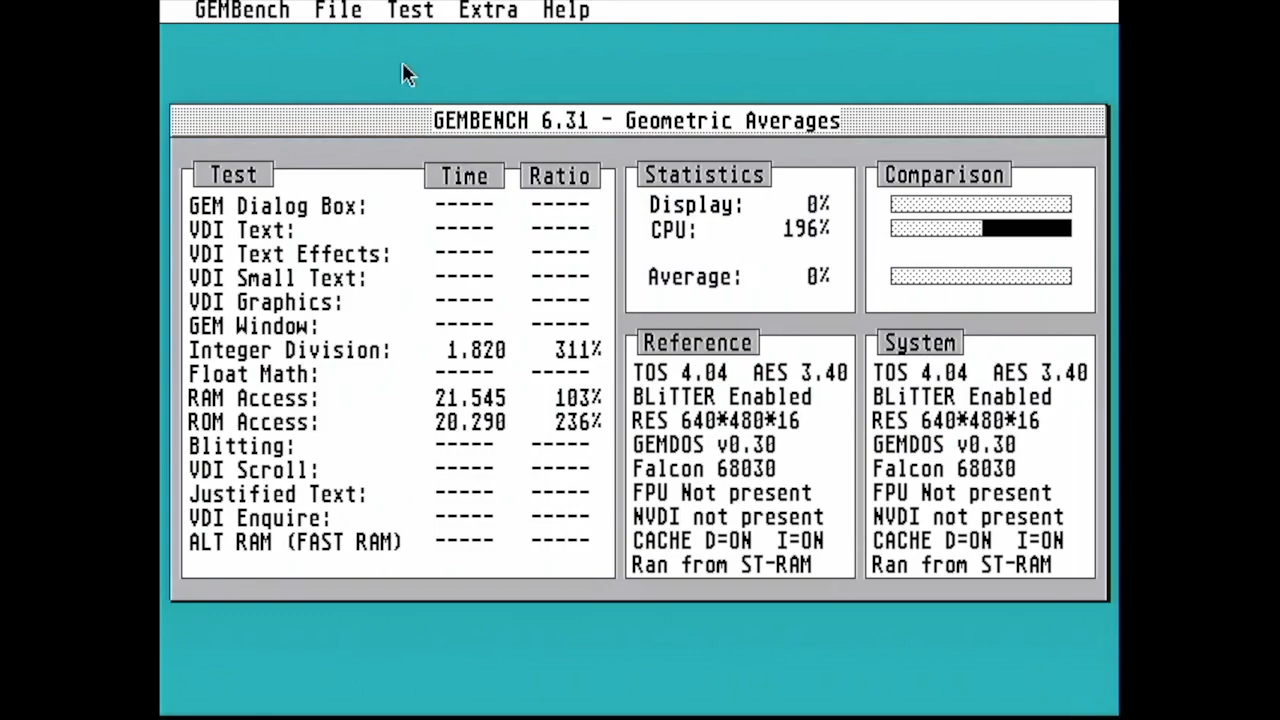 GEMBench File Test Extra Help
GEMBENCH 6.31 - Geometric Averages
Test Time Ratio
GEM Dialog Box: ----- -----
VDI Text: ----- -----
VDI Text Effects: ----- -----
VDI Small Text: ----- -----
VDI Graphics: ----- -----
GEM Window: ----- -----
Integer Division: 1.820 311%
Float Math: ----- -----
RAM Access: 21.545 103%
ROM Access: 20.290 236%
Blitting: ----- -----
VDI Scroll: ----- -----
Justified Text: ----- -----
VDI Enquire: ----- -----
ALT RAM (FAST RAM) ----- -----
Statistics
Display: 0%
CPU: 196%
Average: 0%
Comparison
Reference
TOS 4.04 AES 3.40
BLiTTER Enabled
RES 640*480*16
GEMDOS v0.30
Falcon 68030
FPU Not present
NVDI not present
CACHE D=ON I=ON
Ran from ST-RAM
System
TOS 4.04 AES 3.40
BLiTTER Enabled
RES 640*480*16
GEMDOS v0.30
Falcon 68030
FPU Not present
NVDI not present
CACHE D=ON I=ON
Ran from ST-RAM